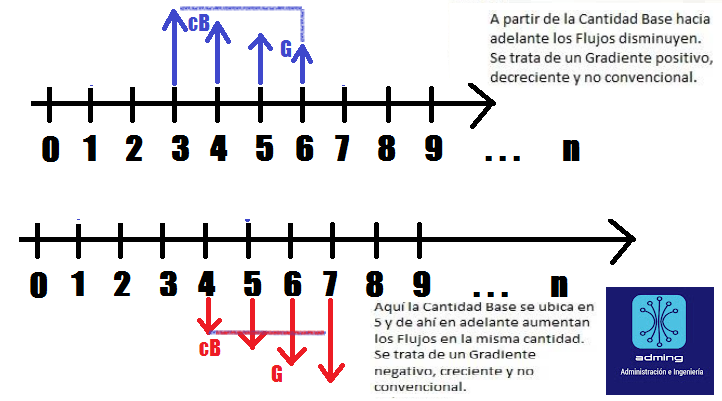 A partir de la Cantidad Base hacia
adelante los Flujos disminuyen.
Se trata de un Gradiente positivo,
decreciente y no convencional.
cB
G
0 1 2 3 4 5 6 7 8 9 ... n
0 1 2 3 4 5 6 7 8 9 ... n
cB
G
Aquí la Cantidad Base se ubica en
5 y de ahí en adelante aumentan
los Flujos en la misma cantidad.
Se trata de un Gradiente
negativo, creciente y no
convencional.
adming
Administración e Ingeniería